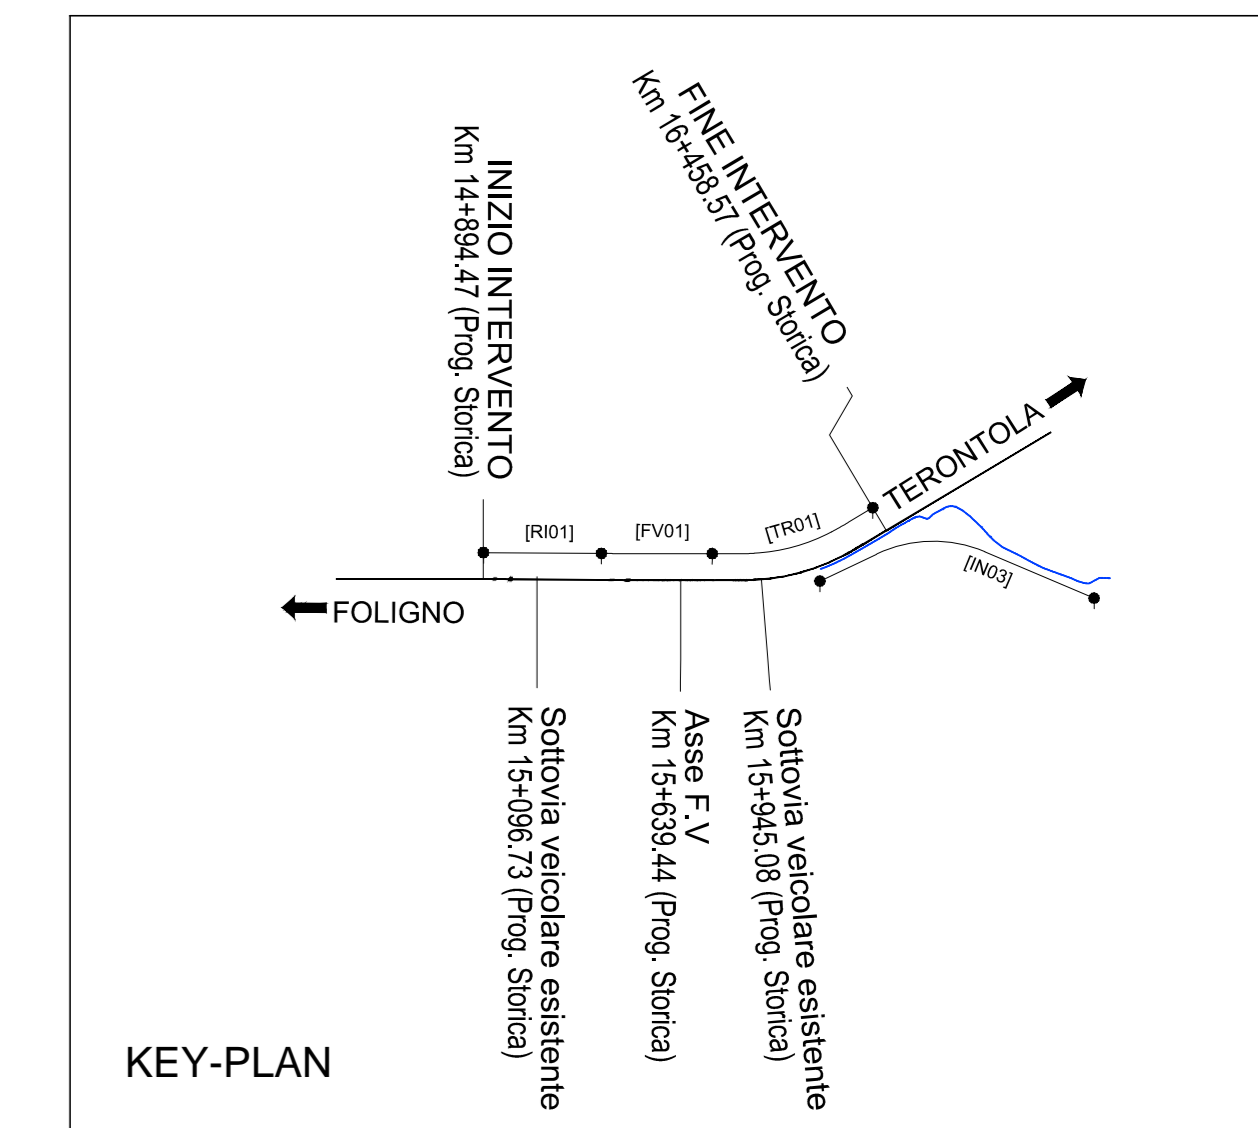 INIZIO INTERVENTO
Km 14+894.47 (Prog. Storica)
FINE INTERVENTO
Km 16+458.57 (Prog. Storica)
TERONTOLA
[RI01]
[FV01]
[TR01]
[IN03]
FOLIGNO
Sottovia veicolare esistente
Km 15+096.73 (Prog. Storica)
Asse F.V
Km 15+639.44 (Prog. Storica)
Sottovia veicolare esistente
Km 15+945.08 (Prog. Storica)
KEY-PLAN